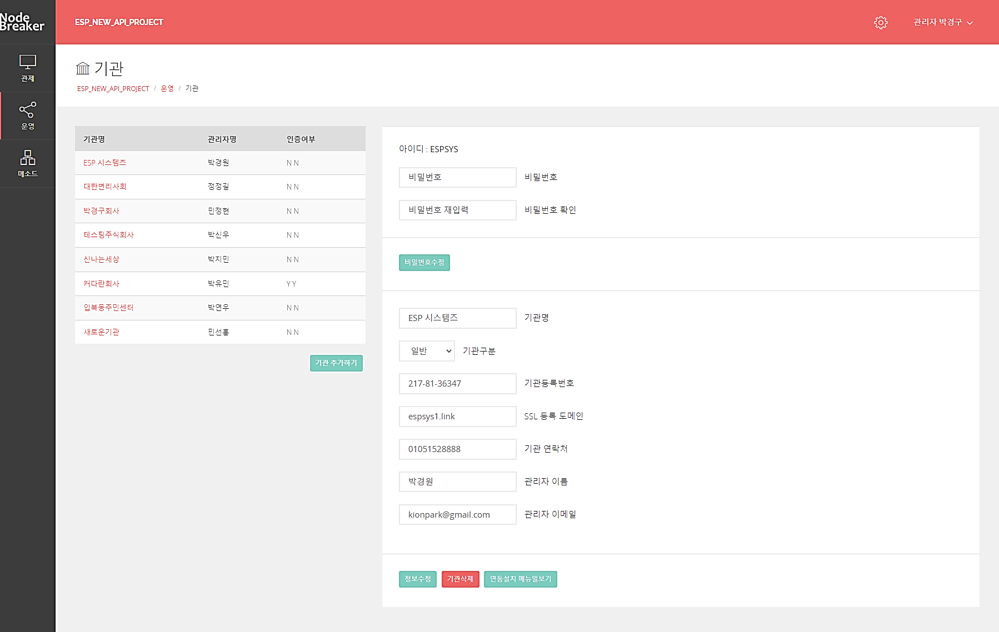 Node
Breaker
ESP_NEW_API_PROJECT
관리자 박경구
관제
운영
메소드
기관
ESP_NEW_API_PROJECT / 운영 / 기관
기관명 관리자명 인증여부
ESP 시스템즈 박경원 N N
대한변리사회 정정길 N N
박경구회사 민정현 N N
테스팅주식회사 박신우 N N
신나는세상 박지민 N N
커다란회사 박유민 Y Y
입북동주민센터 박연우 N N
새로운기관 민선홍 N N
기관 추가하기
아이디 : ESPSYS
비밀번호 비밀번호
비밀번호 재입력 비밀번호 확인
비밀번호수정
ESP 시스템즈 기관명
일반 기관구분
217-81-36347 기관등록번호
espsys1.link SSL 등록 도메인
01051528888 기관 연락처
박경원 관리자 이름
kionpark@gmail.com 관리자 이메일
정보수정 기관삭제 연동설치 메뉴얼보기